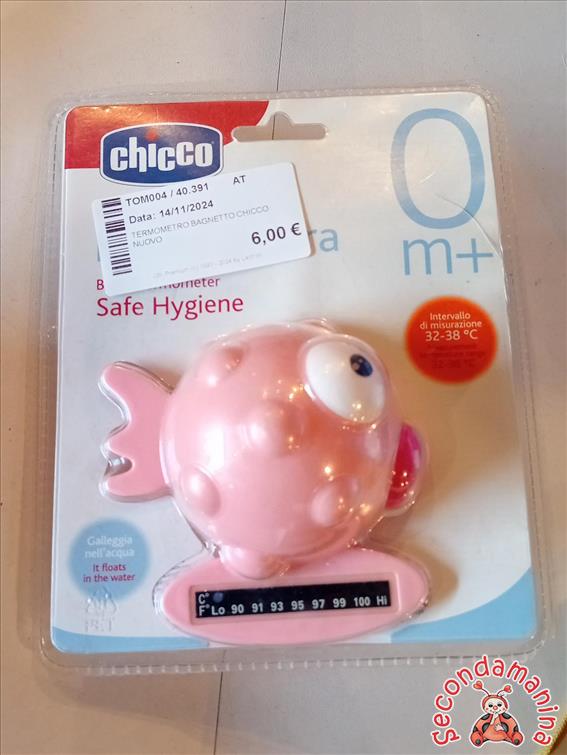 chicco
TOM004 / 40.391 AT
Data: 14/11/2024
TERMOMETRO BAGNETTO CHICCO
NUOVO
6,00 €
0
m+
Safe Hygiene
Intervallo
di misurazione
32-38 °C
Galleggia
nell'acqua
It floats
in the water
C°
F° Lo 90 91 93 95 97 99 100 Hi
Secondamanina